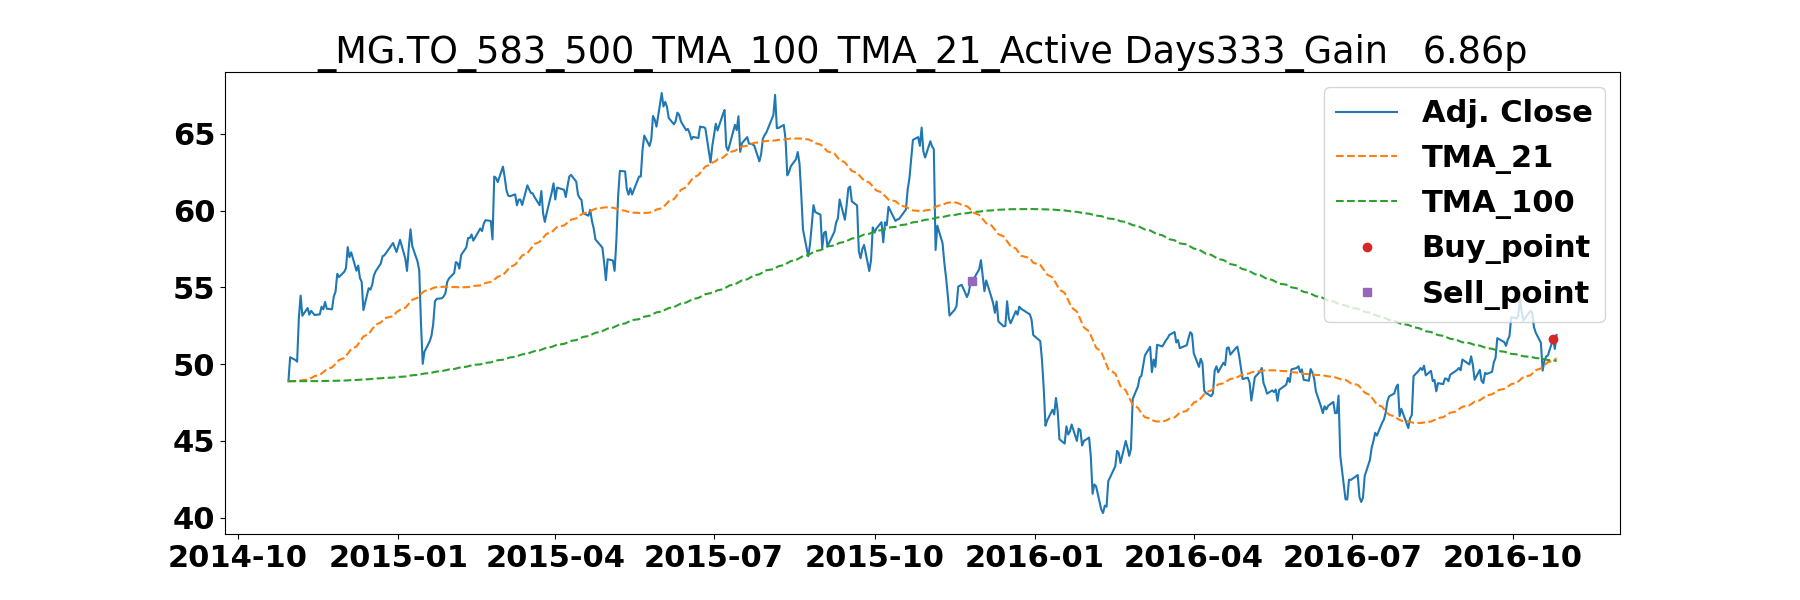 _MG.TO_583_500_TMA_100_TMA_21_Active Days333_Gain   6.86p
Adj. Close
TMA_21
TMA_100
Buy_point
Sell_point
65
60
55
50
45
40
2014-10 2015-01 2015-04 2015-07 2015-10 2016-01 2016-04 2016-07 2016-10